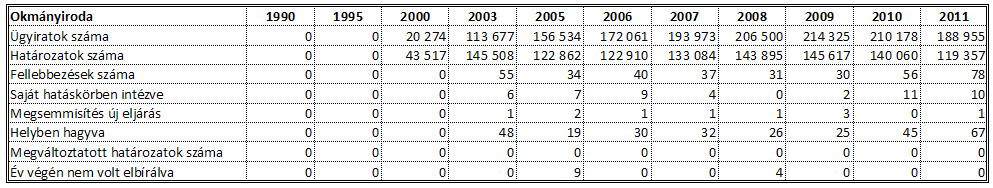 Okmányiroda 1990 1995 2000 2003 2005 2006 2007 2008 2009 2010 2011
Ügyiratok száma 0 0 20 274 113 677 156 534 172 061 193 973 206 500 214 325 210 178 188 955
Határozatok száma 0 0 43 517 145 508 122 862 122 910 133 084 143 895 145 617 140 060 119 357
Fellebbezések száma 0 0 0 55 34 40 37 31 30 56 78
Saját hatáskörben intézve 0 0 0 6 7 9 4 0 2 11 10
Megsemmisítés új eljárás 0 0 0 1 2 1 1 1 3 0 1
Helyben hagyva 0 0 0 48 19 30 32 26 25 45 67
Megváltoztatott határozatok száma 0 0 0 0 0 0 0 0 0 0 0
Év végén nem volt elbírálva 0 0 0 0 9 0 0 4 0 0 0